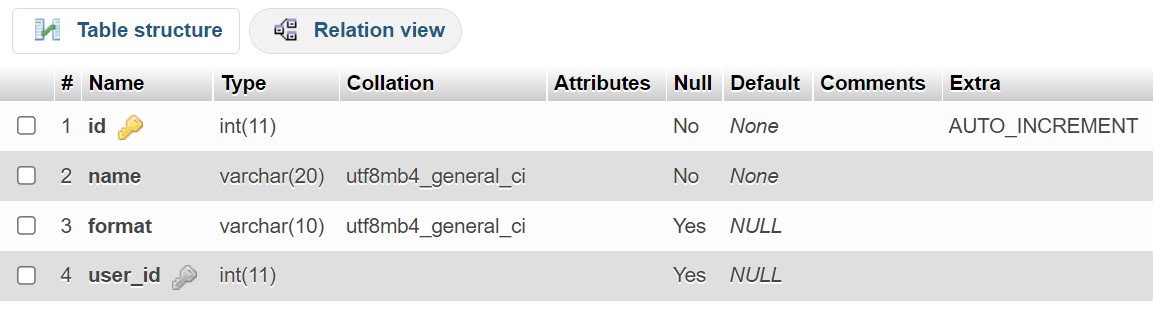 Table structure Relation view
# Name Type Collation Attributes Null Default Comments Extra
1 id int(11) No None AUTO_INCREMENT
2 name varchar(20) utf8mb4_general_ci No None
3 format varchar(10) utf8mb4_general_ci Yes NULL
4 user_id int(11) Yes NULL